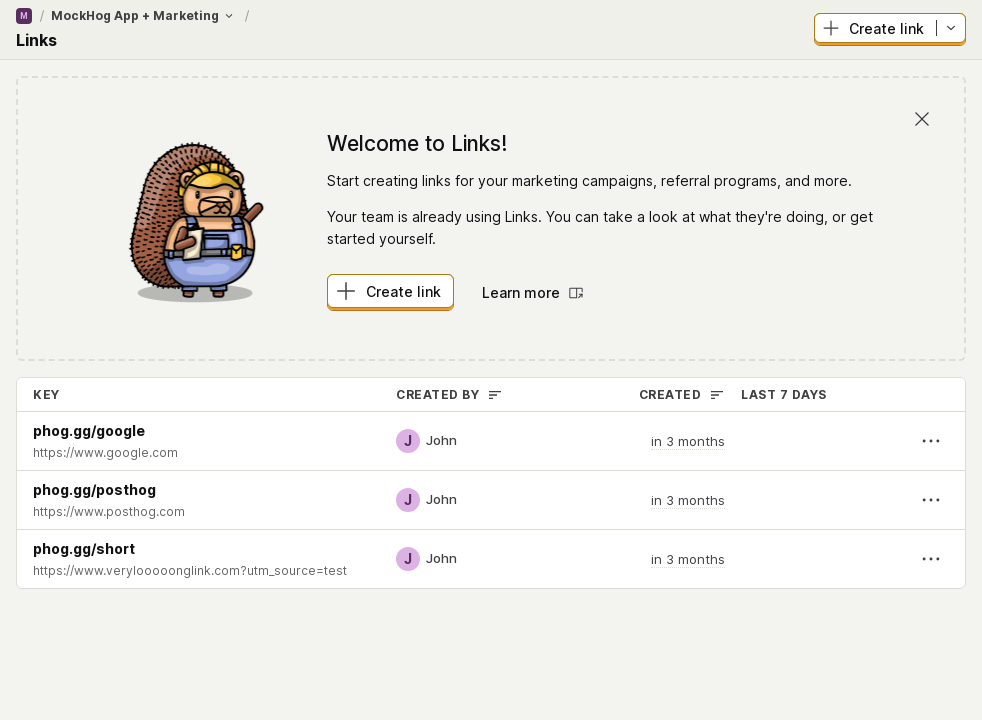 M / MockHog App + Marketing /
Links
Create link
Welcome to Links!
Start creating links for your marketing campaigns, referral programs, and more.
Your team is already using Links. You can take a look at what they're doing, or get
started yourself.
Create link
Learn more
KEY CREATED BY CREATED LAST 7 DAYS
phog.gg/google
https://www.google.com
J John
in 3 months
phog.gg/posthog
https://www.posthog.com
J John
in 3 months
phog.gg/short
https://www.verylooooonglink.com?utm_source=test
J John
in 3 months